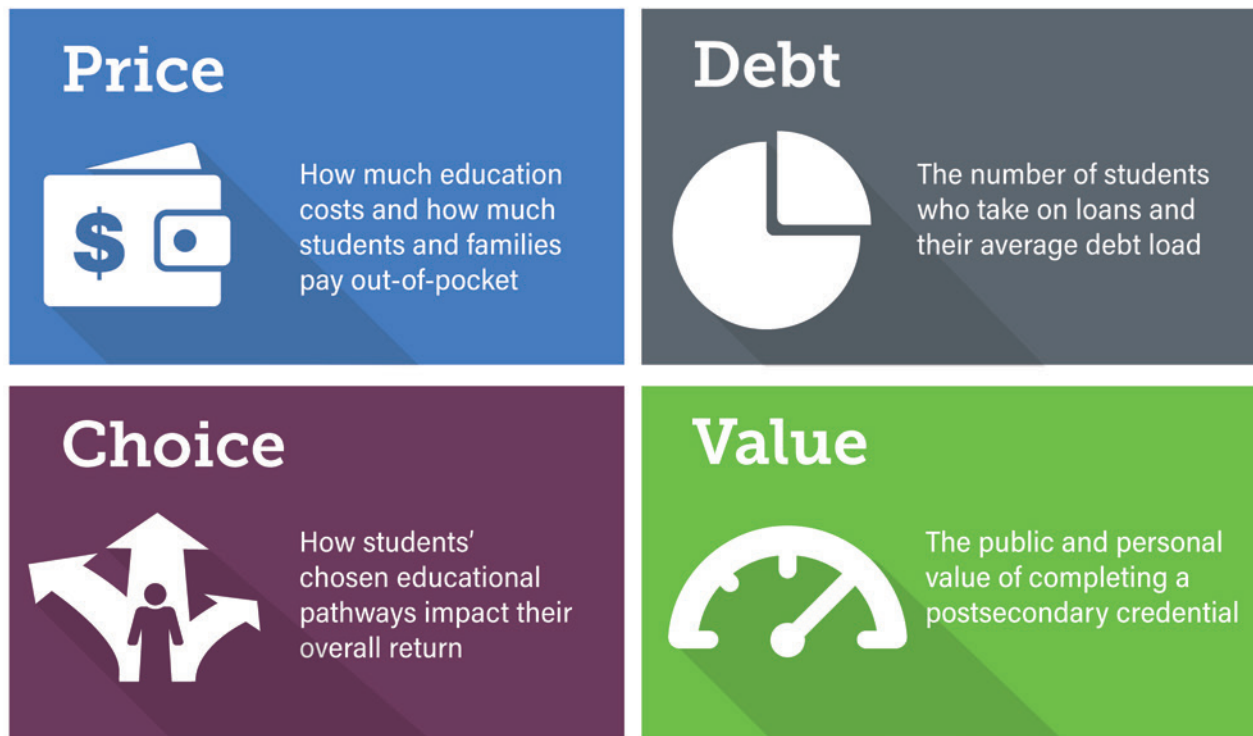 Price
$
How much education
costs and how much
students and families
pay out-of-pocket
Debt
The number of students
who take on loans and
their average debt load
Choice
How students’
chosen educational
pathways impact their
overall return
Value
The public and personal
value of completing a
postsecondary credential